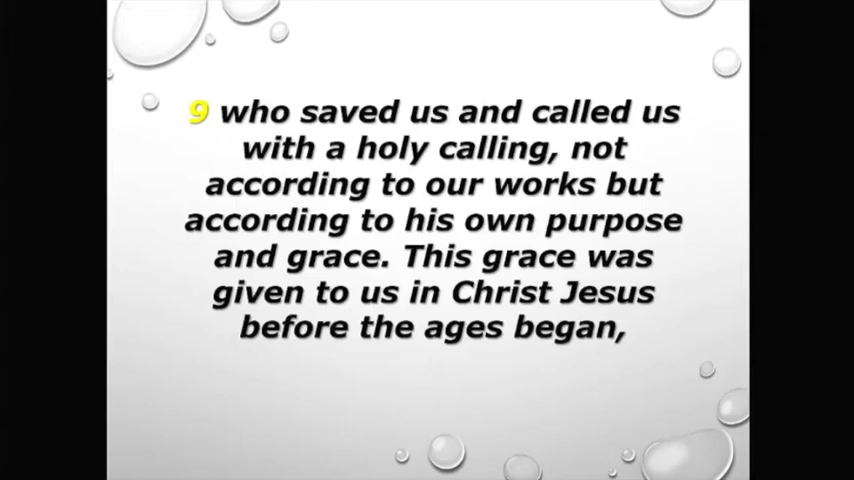 9 who saved us and called us
with a holy calling, not
according to our works but
according to his own purpose
and grace. This grace was
given to us in Christ Jesus
before the ages began,